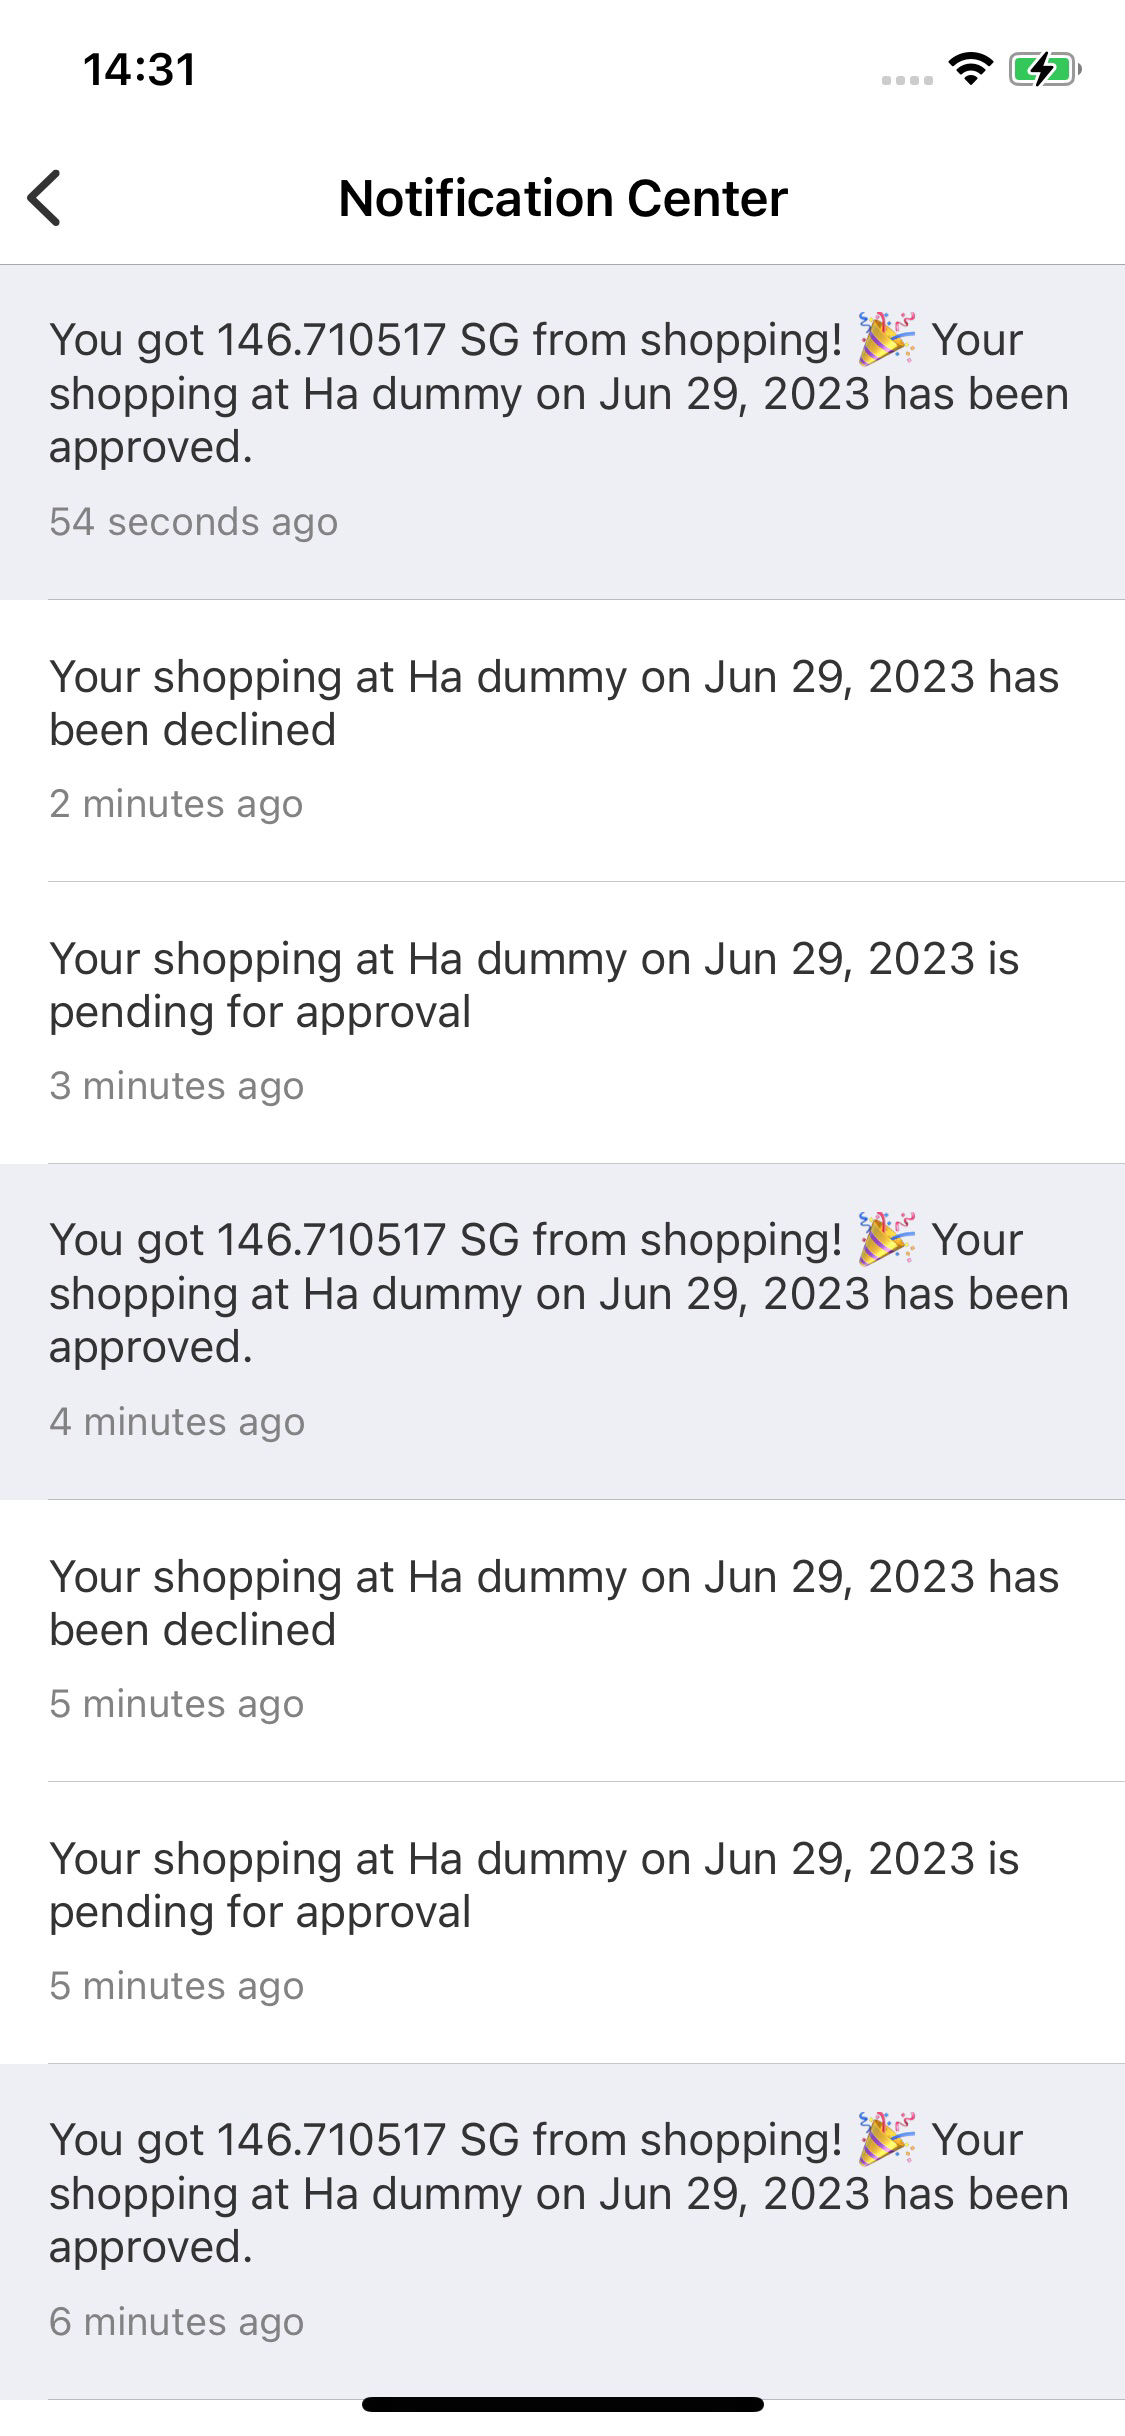 14:31
Notification Center
You got 146.710517 SG from shopping! 🎉 Your
shopping at Ha dummy on Jun 29, 2023 has been
approved.
54 seconds ago
Your shopping at Ha dummy on Jun 29, 2023 has
been declined
2 minutes ago
Your shopping at Ha dummy on Jun 29, 2023 is
pending for approval
3 minutes ago
You got 146.710517 SG from shopping! 🎉 Your
shopping at Ha dummy on Jun 29, 2023 has been
approved.
4 minutes ago
Your shopping at Ha dummy on Jun 29, 2023 has
been declined
5 minutes ago
Your shopping at Ha dummy on Jun 29, 2023 is
pending for approval
5 minutes ago
You got 146.710517 SG from shopping! 🎉 Your
shopping at Ha dummy on Jun 29, 2023 has been
approved.
6 minutes ago